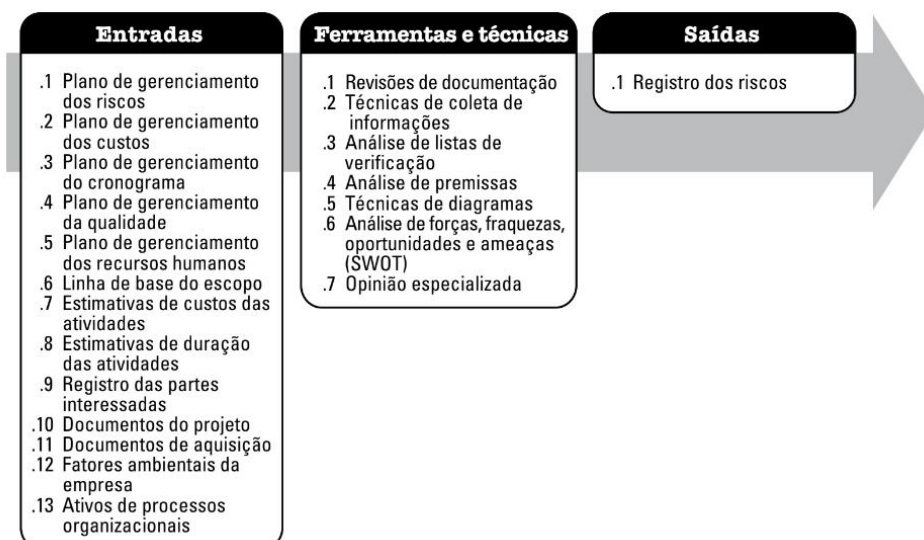 Entradas
.1 Plano de gerenciamento
dos riscos
.2 Plano de gerenciamento
dos custos
.3 Plano de gerenciamento
do cronograma
.4 Plano de gerenciamento
da qualidade
.5 Plano de gerenciamento
dos recursos humanos
.6 Linha de base do escopo
.7 Estimativas de custos das
atividades
.8 Estimativas de duração
das atividades
.9 Registro das partes
interessadas
.10 Documentos do projeto
.11 Documentos de aquisição
.12 Fatores ambientais da
empresa
.13 Ativos de processos
organizacionais
Ferramentas e técnicas
.1 Revisões de documentação
.2 Técnicas de coleta de
informações
.3 Análise de listas de
verificação
.4 Análise de premissas
.5 Técnicas de diagramas
.6 Análise de forças, fraquezas,
oportunidades e ameaças
(SWOT)
.7 Opinião especializada
Saídas
.1 Registro dos riscos